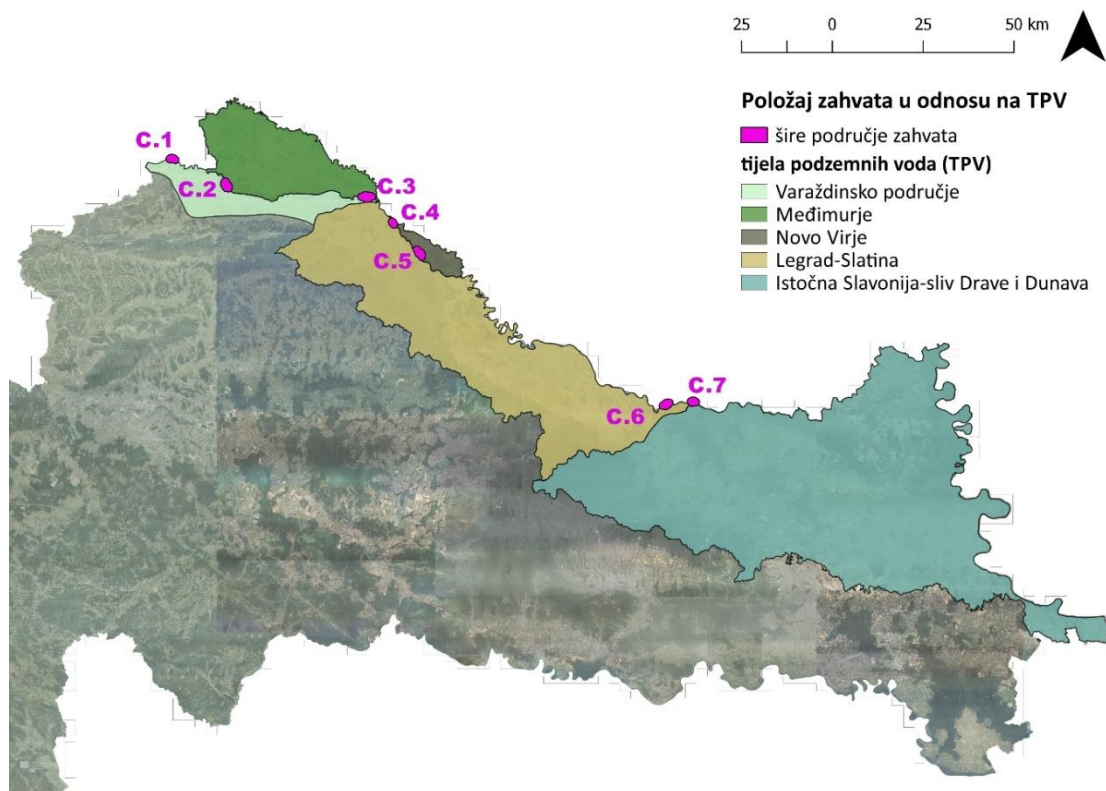 25 0 25 50 km
Položaj zahvata u odnosu na TPV
šire područje zahvata
tijela podzemnih voda (TPV)
Varaždinsko područje
Međimurje
Novo Virje
Legrad-Slatina
Istočna Slavonija-sliv Drave i Dunava
C.1
C.2
C.3
C.4
C.5
C.6
C.7